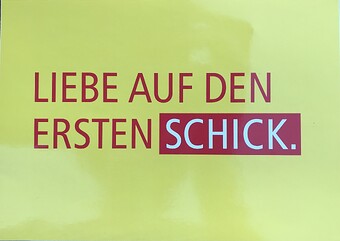 LIEBE AUF DEN
ERSTEN SCHICK.